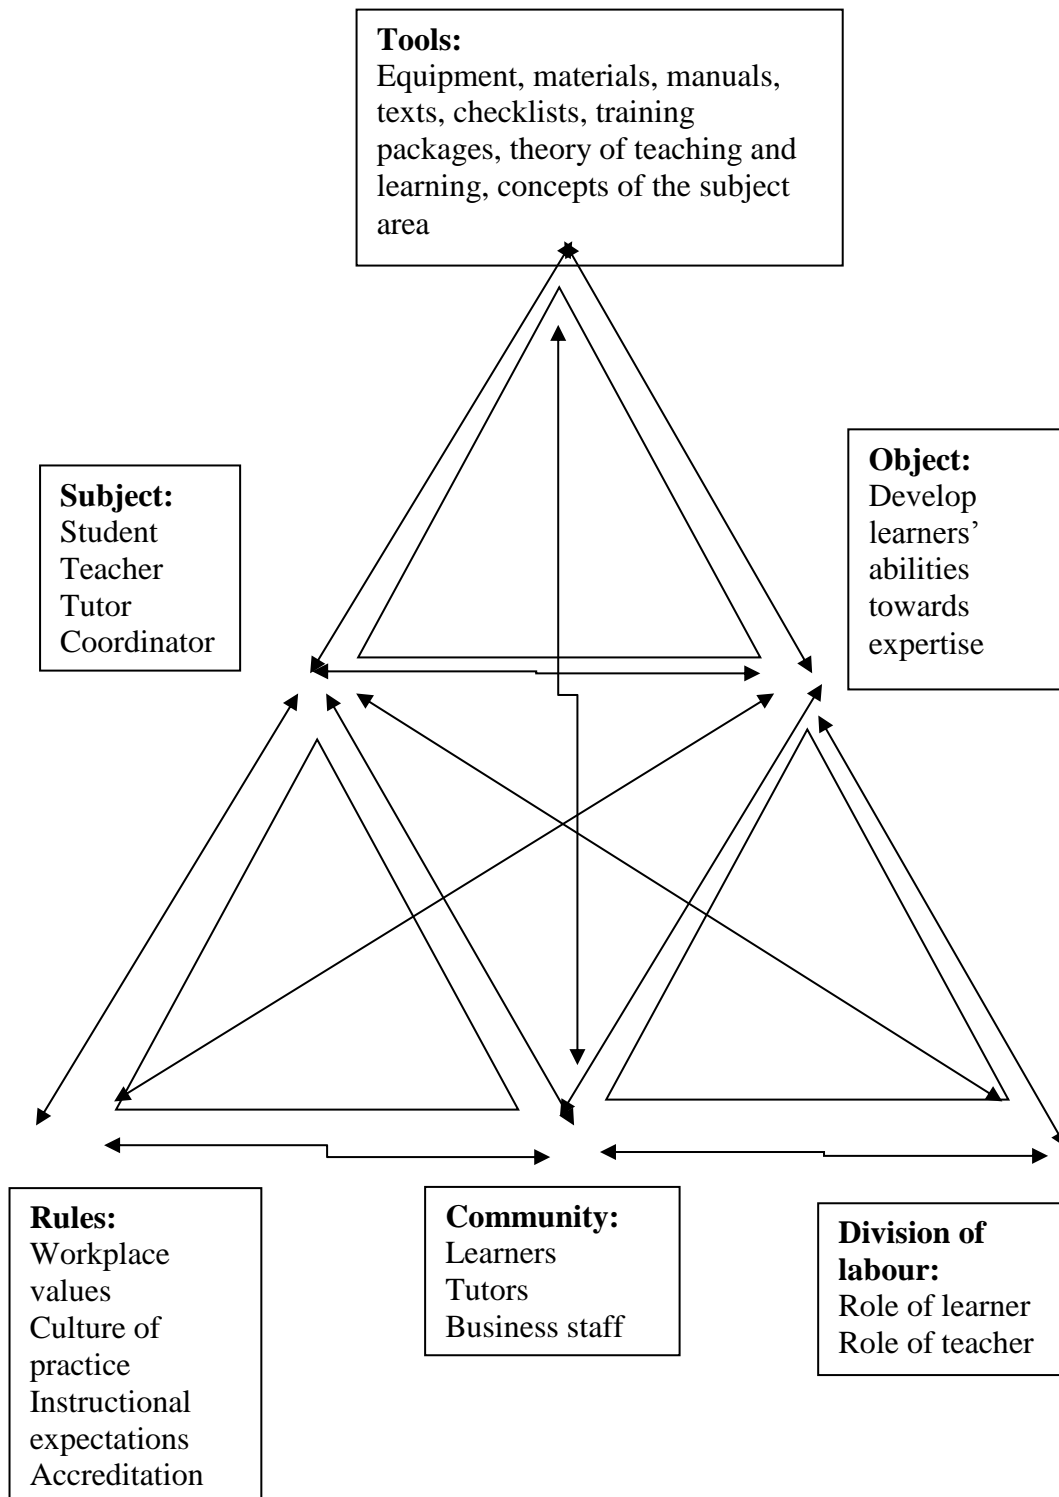 Tools:
Equipment, materials, manuals,
texts, checklists, training
packages, theory of teaching and
learning, concepts of the subject
area
Subject:
Student
Teacher
Tutor
Coordinator
Object:
Develop
learners’
abilities
towards
expertise
Rules:
Workplace
values
Culture of
practice
Instructional
expectations
Accreditation
Community:
Learners
Tutors
Business staff
Division of
labour:
Role of learner
Role of teacher